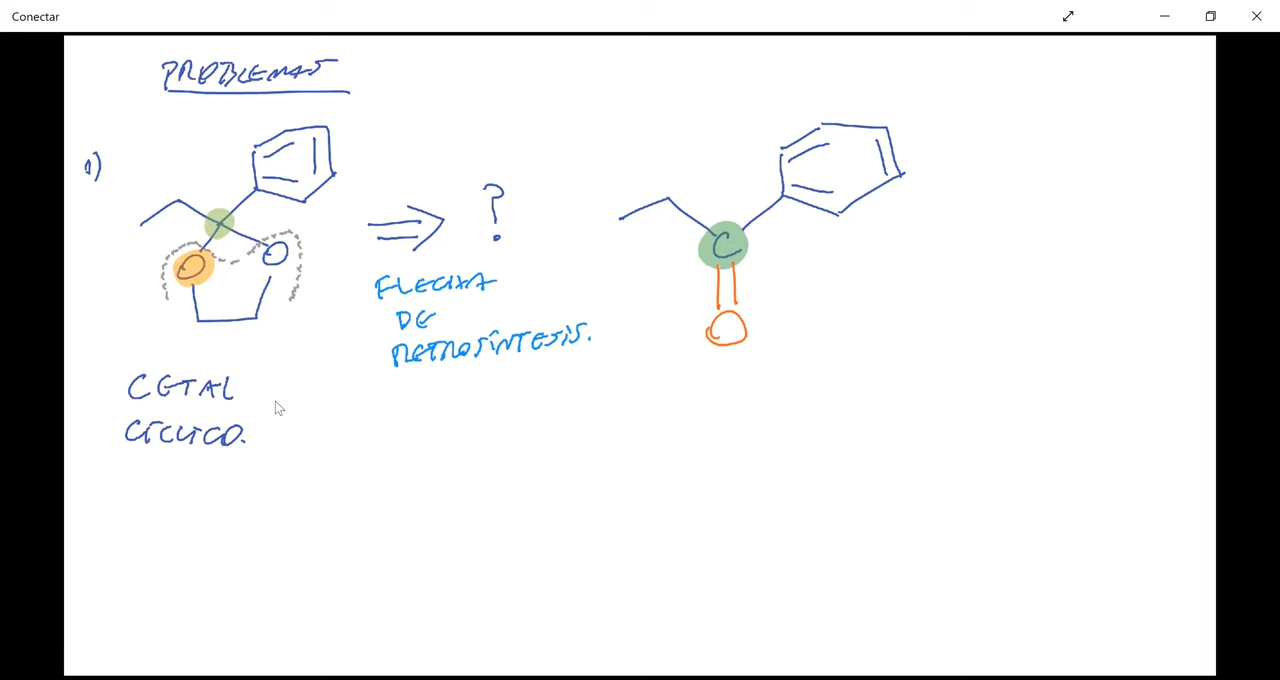 Conectar
PROBLEMAS
1)
O
O
?
FLECHA
DE
RETROSÍNTESIS.
C
O
CETAL
CÍCLICO.